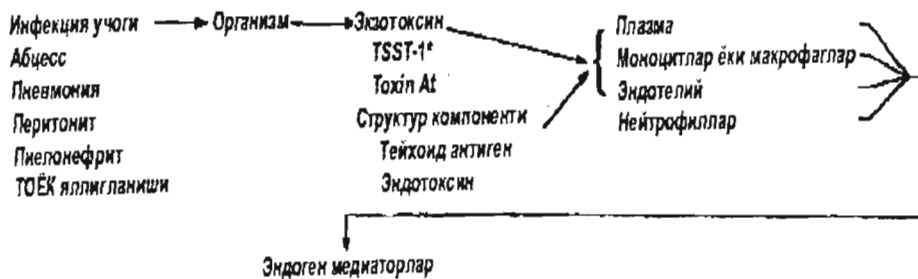 Инфекция учоги
Абцесс
Пневмония
Перитонит
Пиелонефрит
ТОЁК яллигланиши
Организм
Экзотоксин
TSST-1*
Toxin At
Структур компоненти
Тейхоид антиген
Эндотоксин
Плазма
Моноцитлар ёки макрофаглар
Эндотелий
Нейтрофиллар
Эндоген медиаторлар